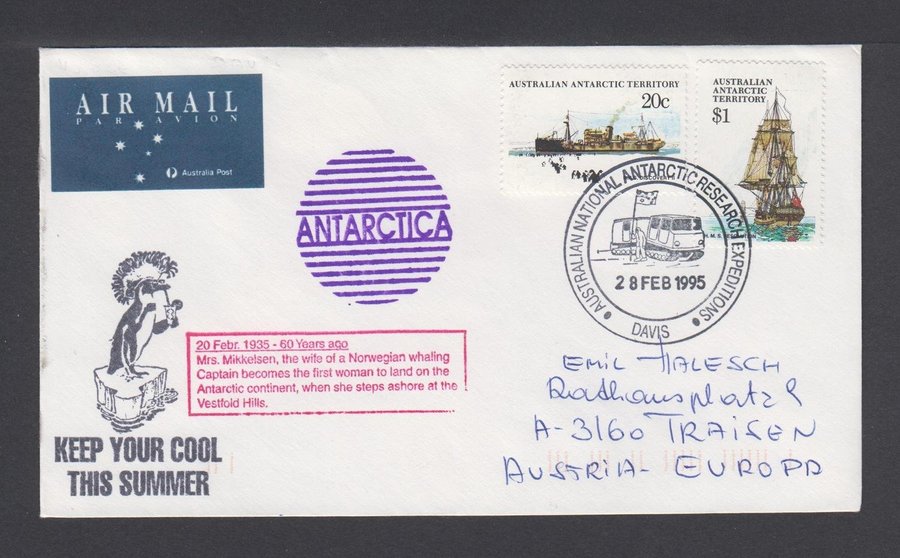 AIR MAIL
PAR AVION
Australia Post
AUSTRALIAN ANTARCTIC TERRITORY
20c
AUSTRALIAN
ANTARCTIC
TERRITORY
$1
ANTARCTICA
AUSTRALIAN NATIONAL ANTARCTIC RESEARCH EXPEDITIONS
28 FEB 1995
DAVIS
20 Febr. 1935 - 60 Years ago
Mrs. Mikkelsen, the wife of a Norwegian whaling
Captain becomes the first woman to land on the
Antarctic continent, when she steps ashore at the
Vestfold Hills.
KEEP YOUR COOL
THIS SUMMER
EMIL HALESCH
Rathausplatz 1
A-3160 TRAISEN
AUSTRIA- EUROPA